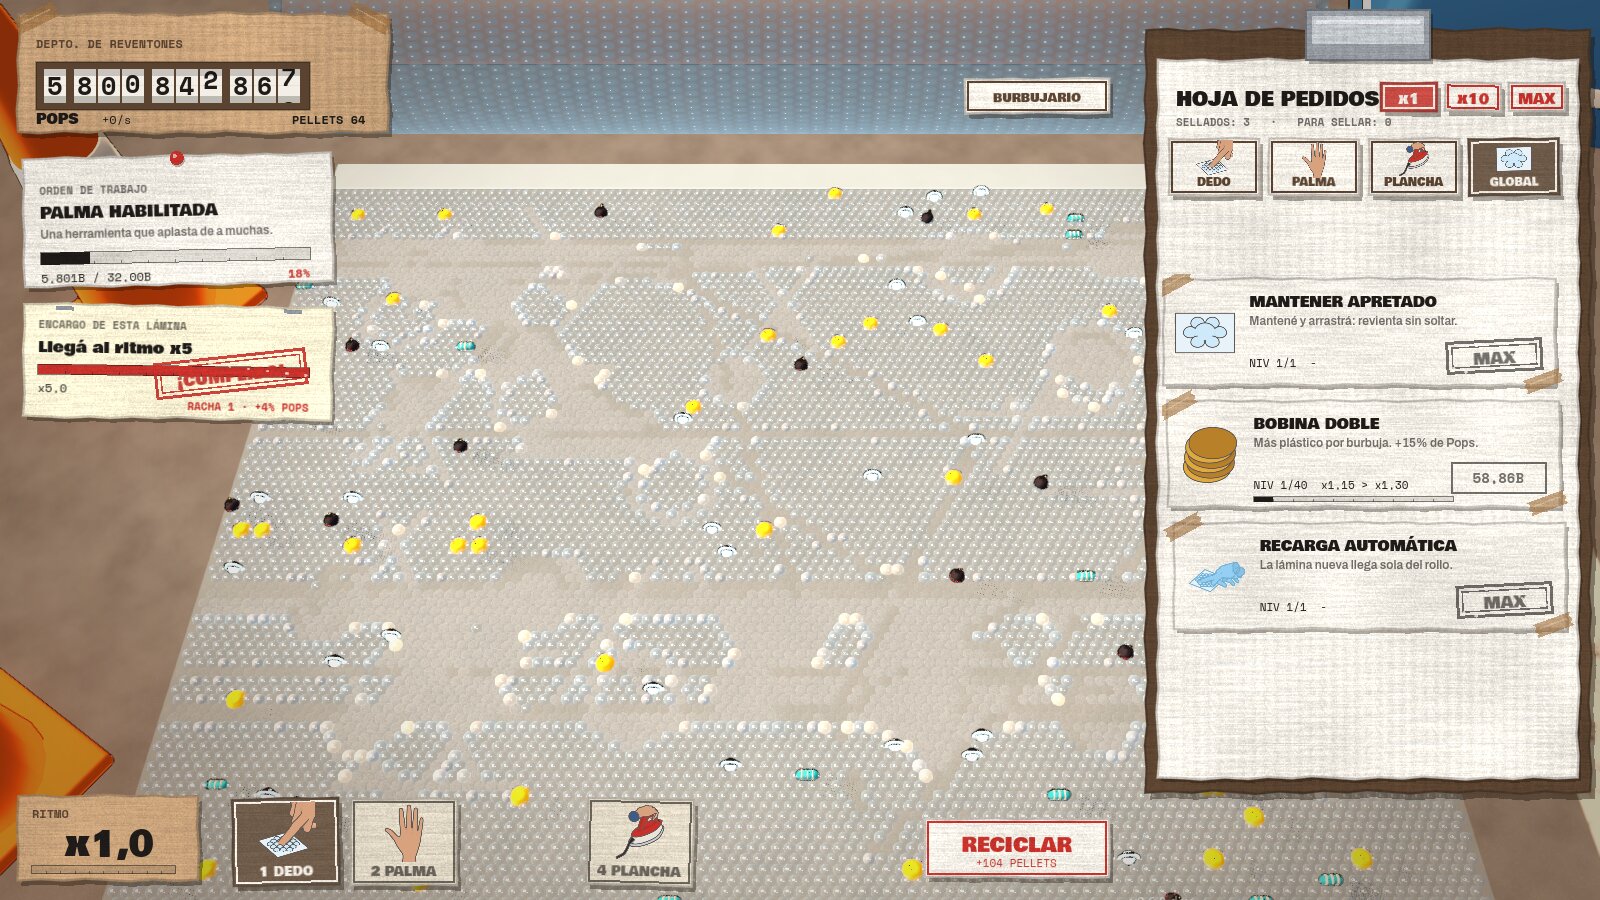 DEPTO. DE REVENTONES
5 800 842 867
POPS +0/s PELLETS 64
ORDEN DE TRABAJO
PALMA HABILITADA
Una herramienta que aplasta de a muchas.
5.801B / 32.00B 18%
ENCARGO DE ESTA LÁMINA
Llegá al ritmo x5
x5,0
RACHA 1 · +4% POPS
BURBUJARIO
HOJA DE PEDIDOS
x1
x10
MAX
SELLADOS: 3 · PARA SELLAR: 0
DEDO
PALMA
PLANCHA
GLOBAL
MANTENER APRETADO
Mantené y arrastrá: revienta sin soltar.
NIV 1/1 -
MAX
BOBINA DOBLE
Más plástico por burbuja. +15% de Pops.
NIV 1/40 x1.15 > x1.30
58.86B
RECARGA AUTOMÁTICA
La lámina nueva llega sola del rollo.
NIV 1/1 -
MAX
RITMO
x1,0
1 DEDO
2 PALMA
4 PLANCHA
RECICLAR
+104 PELLETS